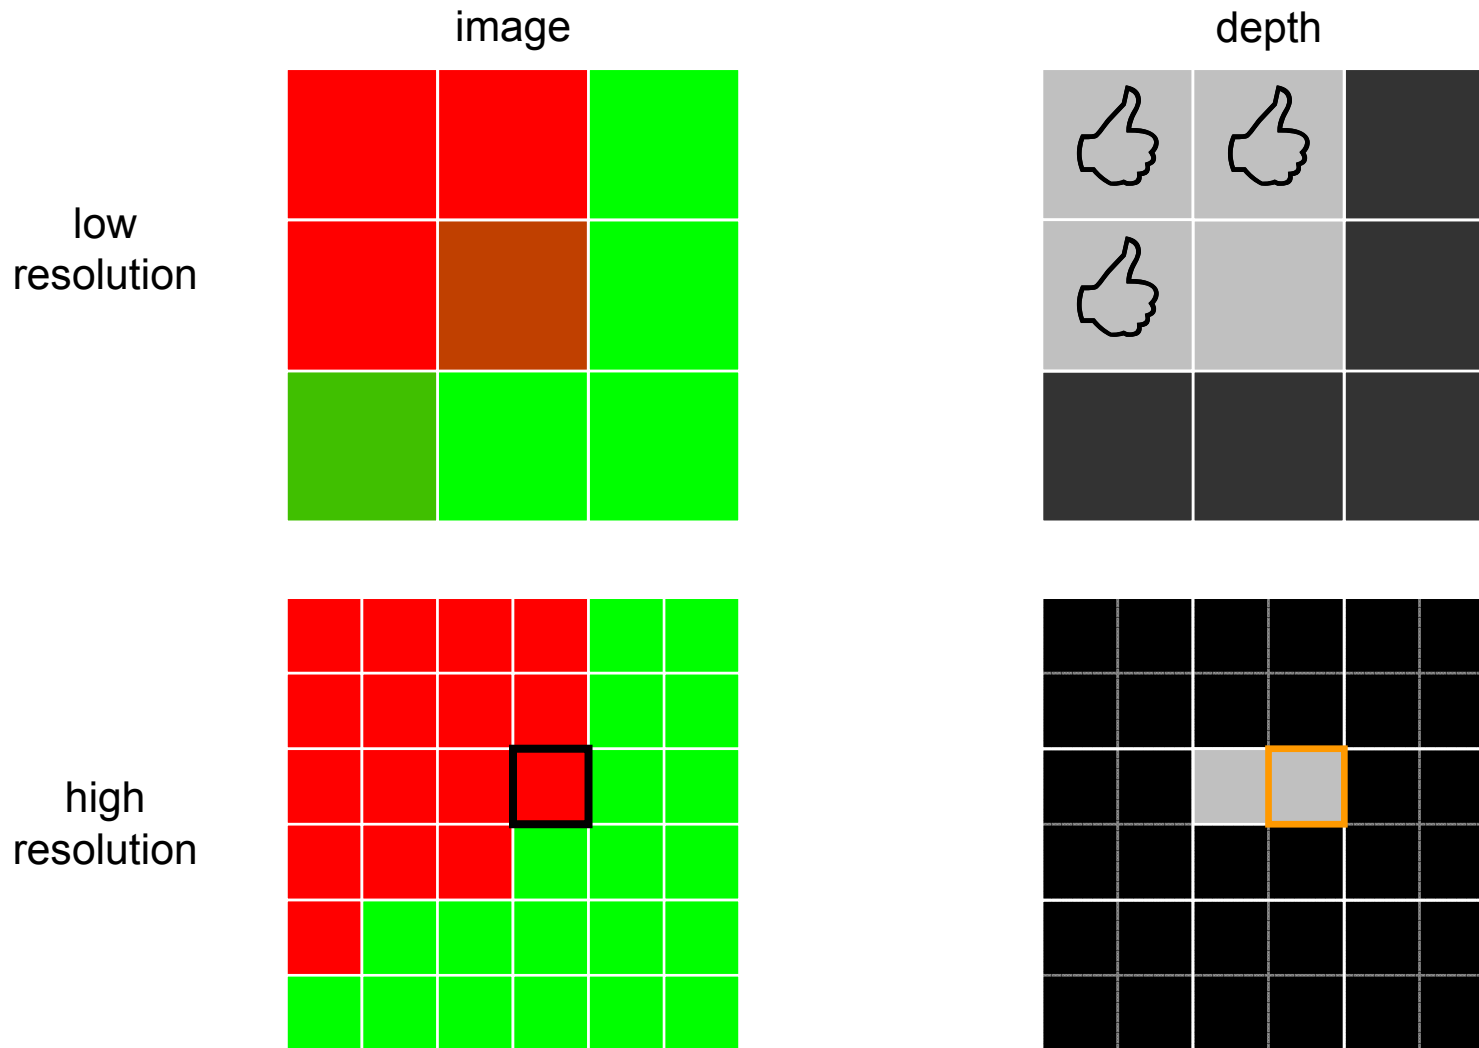 image
depth
low
resolution
high
resolution